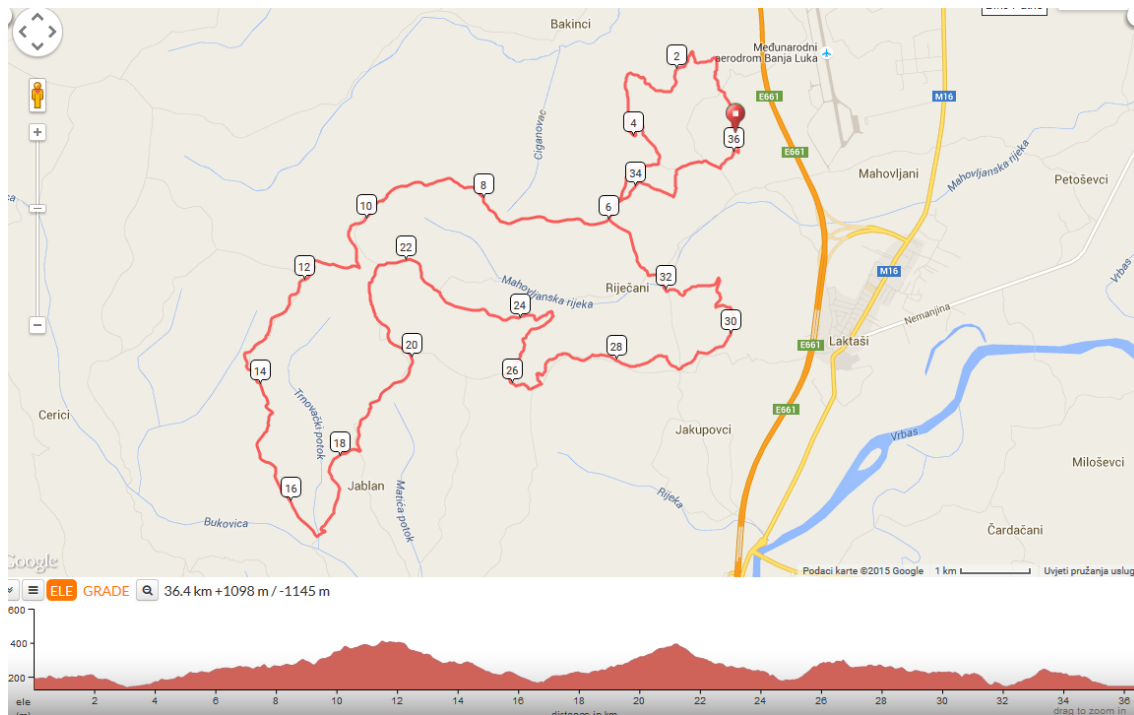 Bakinci
Međunarodni
aerodrom Banja Luka
2
E661
M16
4
36
Ciganovac
E661
34
Mahovljani
Mahovljanska rijeka
Petoševci
8
10
6
22
12
32
M16
Vrbas
Mahovljanska rijeka
Riječani
24
30
Nemanjina
20
28
E661
Laktaši
14
26
Trnovački potok
Cerici
E661
18
Jakupovci
Vrbas
Jablan
Matića potok
16
Rijeka
Miloševci
Bukovica
Čardačani
Google
Podaci karte ©2015 Google
1 km
Uvjeti pružanja uslug
ELE
GRADE
36.4 km +1098 m / -1145 m
600
400
200
ele
2
4
6
8
10
12
14
16
18
20
22
24
26
28
30
32
34
36
(m)
distance in km
drag to zoom in